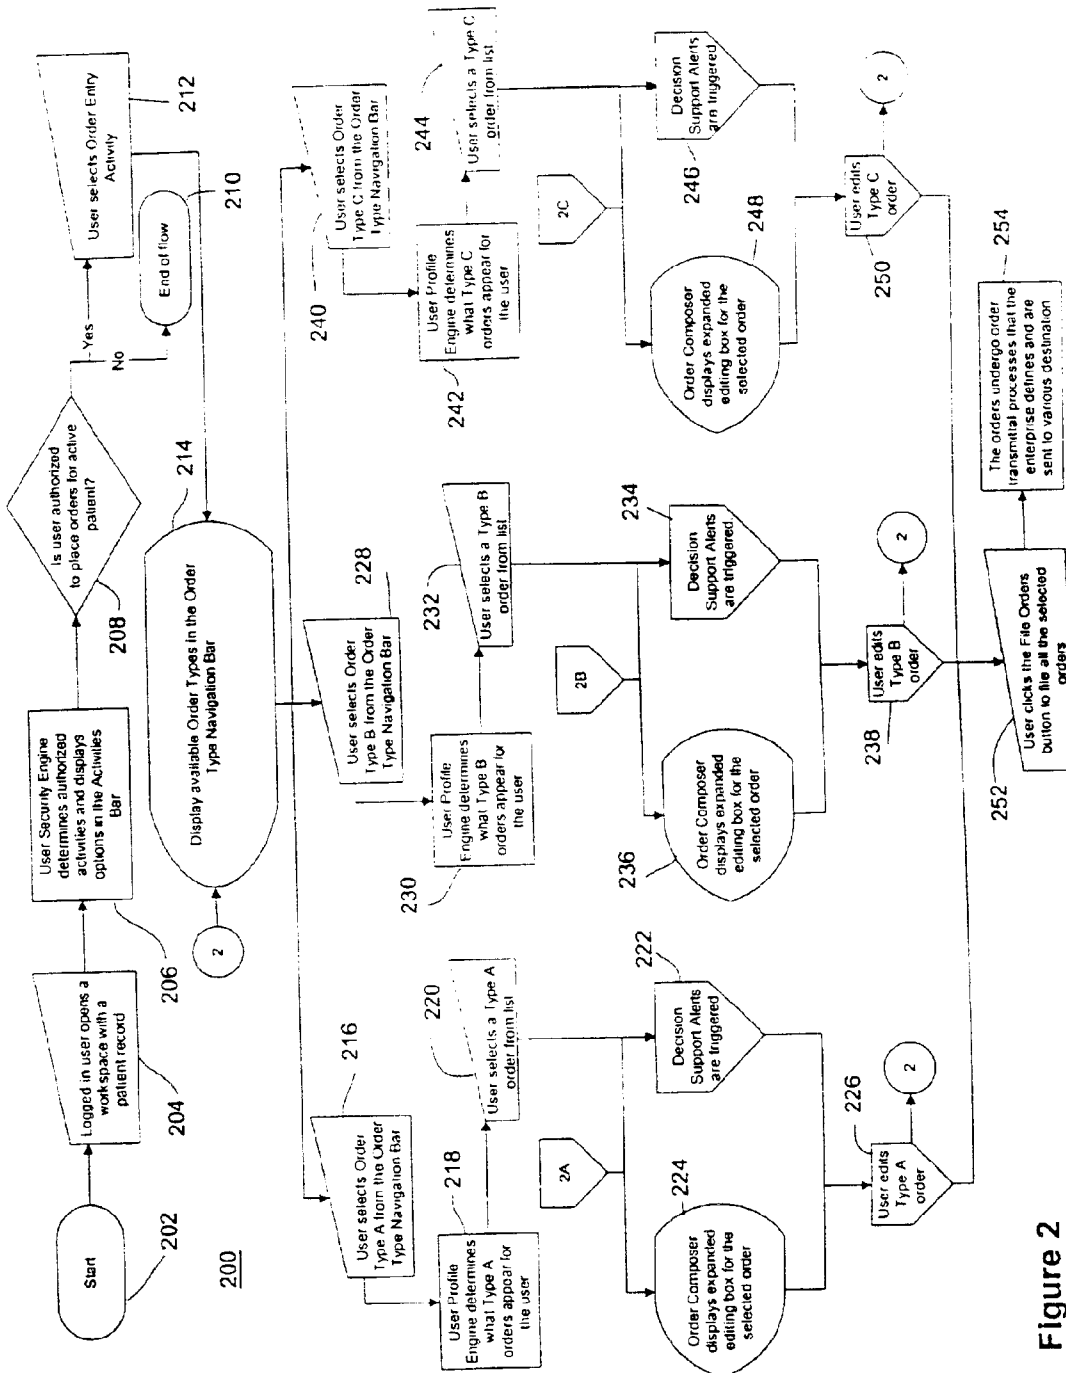 Start
202
200
Logged in user opens a
workspace with a
patient record
204
User Security Engine
determines authorized
activities and displays
options in the Activities
Bar
206
Is user authorized
to place orders for active
patient?
208
Yes
No
User selects Order Entry
Activity
212
End of flow
210
2
Display available Order Types in the Order
Type Navigation Bar
214
User selects Order
Type A from the Order
Type Navigation Bar
216
User Profile
Engine determines
what Type A
orders appear for
the user
218
User selects a Type A
order from list
220
2A
Decision
Support Alerts
are triggered
222
Order Composer
displays expanded
editing box for the
selected order
224
User edits
Type A
order
226
2
User selects Order
Type B from the Order
Type Navigation Bar
228
User Profile
Engine determines
what Type B
orders appear for
the user
230
User selects a Type B
order from list
232
2B
Decision
Support Alerts
are triggered
234
Order Composer
displays expanded
editing box for the
selected order
236
User edits
Type B
order
238
2
User selects Order
Type C from the Order
Type Navigation Bar
240
User Profile
Engine determines
what Type C
orders appear for
the user
242
User selects a Type C
order from list
244
2C
Decision
Support Alerts
are triggered
246
Order Composer
displays expanded
editing box for the
selected order
248
User edits
Type C
order
250
2
User clicks the File Orders
button to file all the selected
orders
252
The orders undergo order
transmittal processes that the
enterprise defines and are
sent to various destination
254
Figure 2